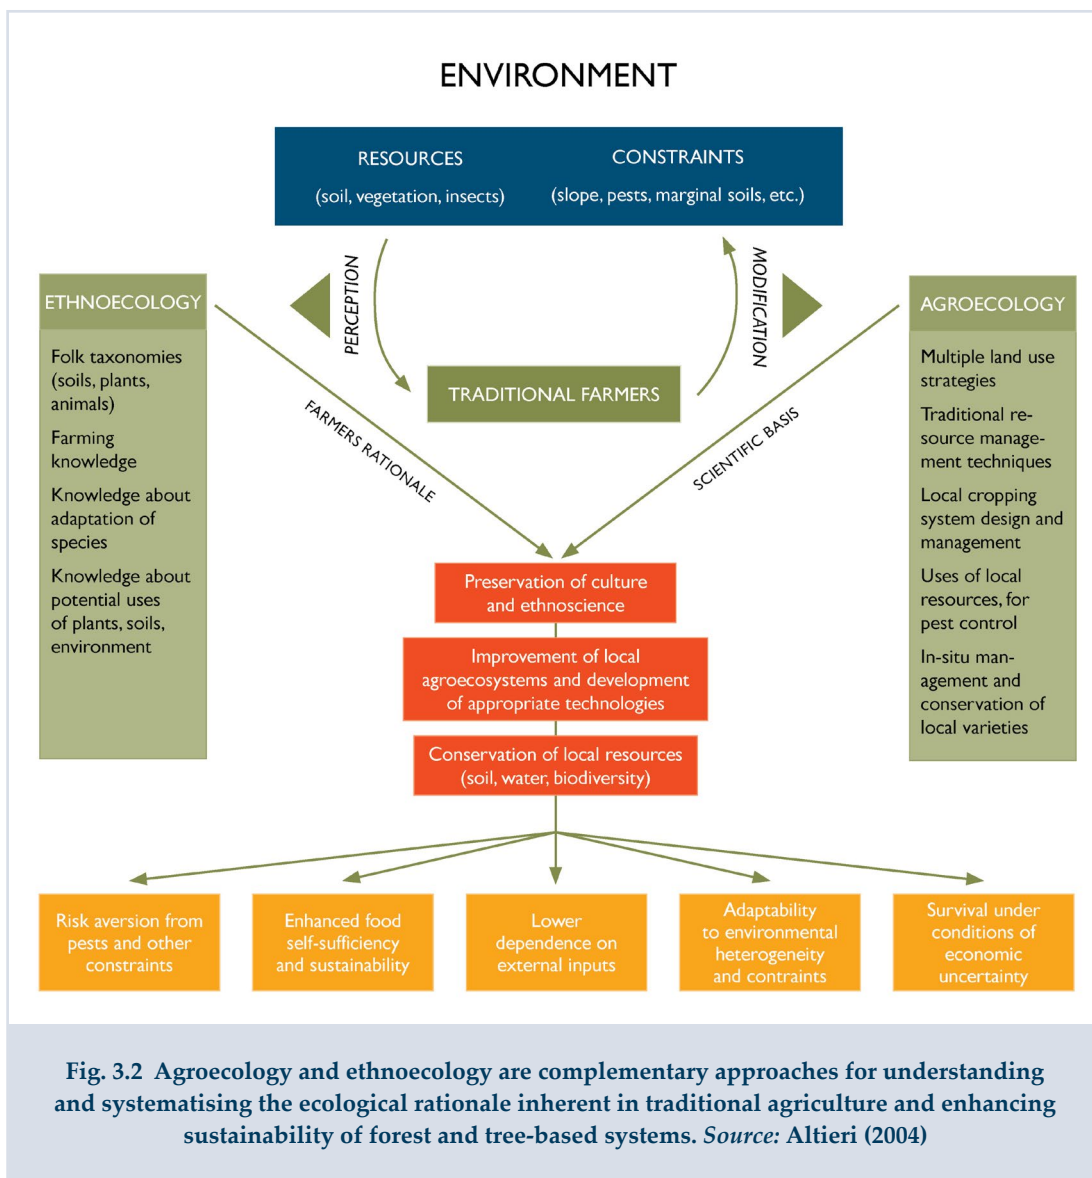 ENVIRONMENT
RESOURCES
(soil, vegetation, insects)
CONSTRAINTS
(slope, pests, marginal soils, etc.)
PERCEPTION
MODIFICATION
TRADITIONAL FARMERS
ETHNOECOLOGY
Folk taxonomies
(soils, plants,
animals)
Farming
knowledge
Knowledge about
adaptation of
species
Knowledge about
potential uses
of plants, soils,
environment
FARMERS RATIONALE
SCIENTIFIC BASIS
AGROECOLOGY
Multiple land use
strategies
Traditional re-
source manage-
ment techniques
Local cropping
system design and
management
Uses of local
resources, for
pest control
In-situ man-
agement and
conservation of
local varieties
Preservation of culture
and ethnoscience
Improvement of local
agroecosystems and development
of appropriate technologies
Conservation of local resources
(soil, water, biodiversity)
Risk aversion from
pests and other
constraints
Enhanced food
self-sufficiency
and sustainability
Lower
dependence on
external inputs
Adaptability
to environmental
heterogeneity
and contraints
Survival under
conditions of
economic
uncertainty
Fig. 3.2 Agroecology and ethnoecology are complementary approaches for understanding
and systematising the ecological rationale inherent in traditional agriculture and enhancing
sustainability of forest and tree-based systems. Source: Altieri (2004)